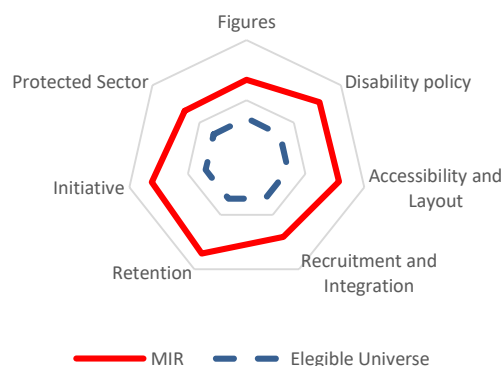 Figures
Protected Sector
Disability policy
Initiative
Accessibility and
Layout
Retention
Recruitment and
Integration
MIR
Elegible Universe